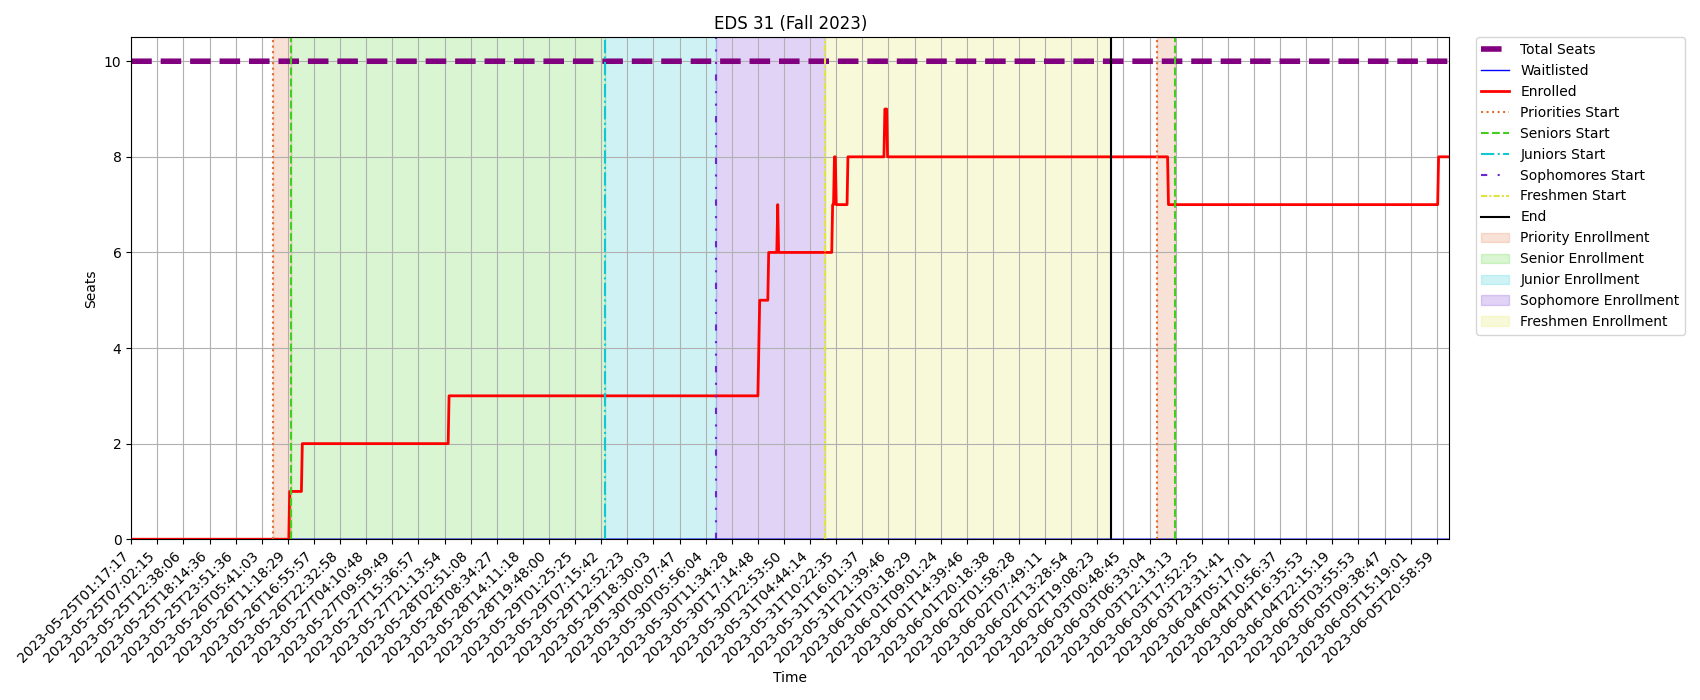 EDS 31 (Fall 2023)
Seats
10
8
6
4
2
0
2023-05-25T01:17:17
2023-05-25T07:02:15
2023-05-25T12:38:06
2023-05-25T18:14:36
2023-05-25T23:51:36
2023-05-26T05:41:03
2023-05-26T11:18:29
2023-05-26T16:55:57
2023-05-26T22:32:58
2023-05-27T04:10:48
2023-05-27T09:59:49
2023-05-27T15:36:57
2023-05-27T21:13:54
2023-05-28T02:51:08
2023-05-28T08:34:27
2023-05-28T14:11:18
2023-05-28T19:48:00
2023-05-29T01:25:25
2023-05-29T07:15:42
2023-05-29T12:52:23
2023-05-29T18:30:03
2023-05-30T00:07:47
2023-05-30T05:56:04
2023-05-30T11:34:28
2023-05-30T17:14:48
2023-05-30T22:53:50
2023-05-31T04:44:14
2023-05-31T10:22:35
2023-05-31T16:01:37
2023-05-31T21:39:46
2023-06-01T03:18:29
2023-06-01T09:01:24
2023-06-01T14:39:46
2023-06-01T20:18:38
2023-06-02T01:58:28
2023-06-02T07:49:11
2023-06-02T13:28:54
2023-06-02T19:08:23
2023-06-03T00:48:45
2023-06-03T06:33:04
2023-06-03T12:13:13
2023-06-03T17:52:25
2023-06-03T23:31:41
2023-06-04T05:17:01
2023-06-04T10:56:37
2023-06-04T16:35:53
2023-06-04T22:15:19
2023-06-05T03:55:53
2023-06-05T09:38:47
2023-06-05T15:19:01
2023-06-05T20:58:59
Time
Total Seats
Waitlisted
Enrolled
Priorities Start
Seniors Start
Juniors Start
Sophomores Start
Freshmen Start
End
Priority Enrollment
Senior Enrollment
Junior Enrollment
Sophomore Enrollment
Freshmen Enrollment